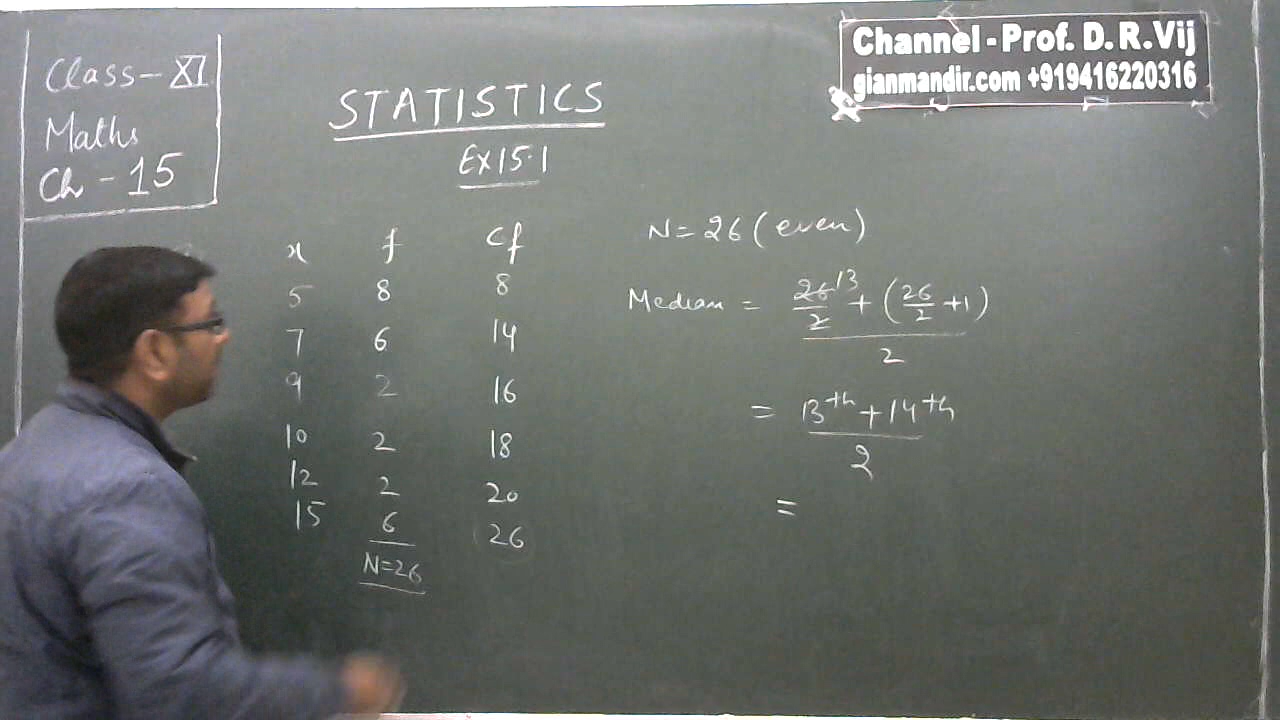 Channel - Prof. D. R. Vij
gianmandir.com +919416220316
Class - XI
Maths
Ch - 15
STATISTICS
EX 15.1
x f cf
5 8 8
7 6 14
9 2 16
10 2 18
12 2 20
15 6 26
N=26
N = 26 (even)
Median = 26/2 13 + (26/2 + 1)
2
= 13th + 14th
2
=